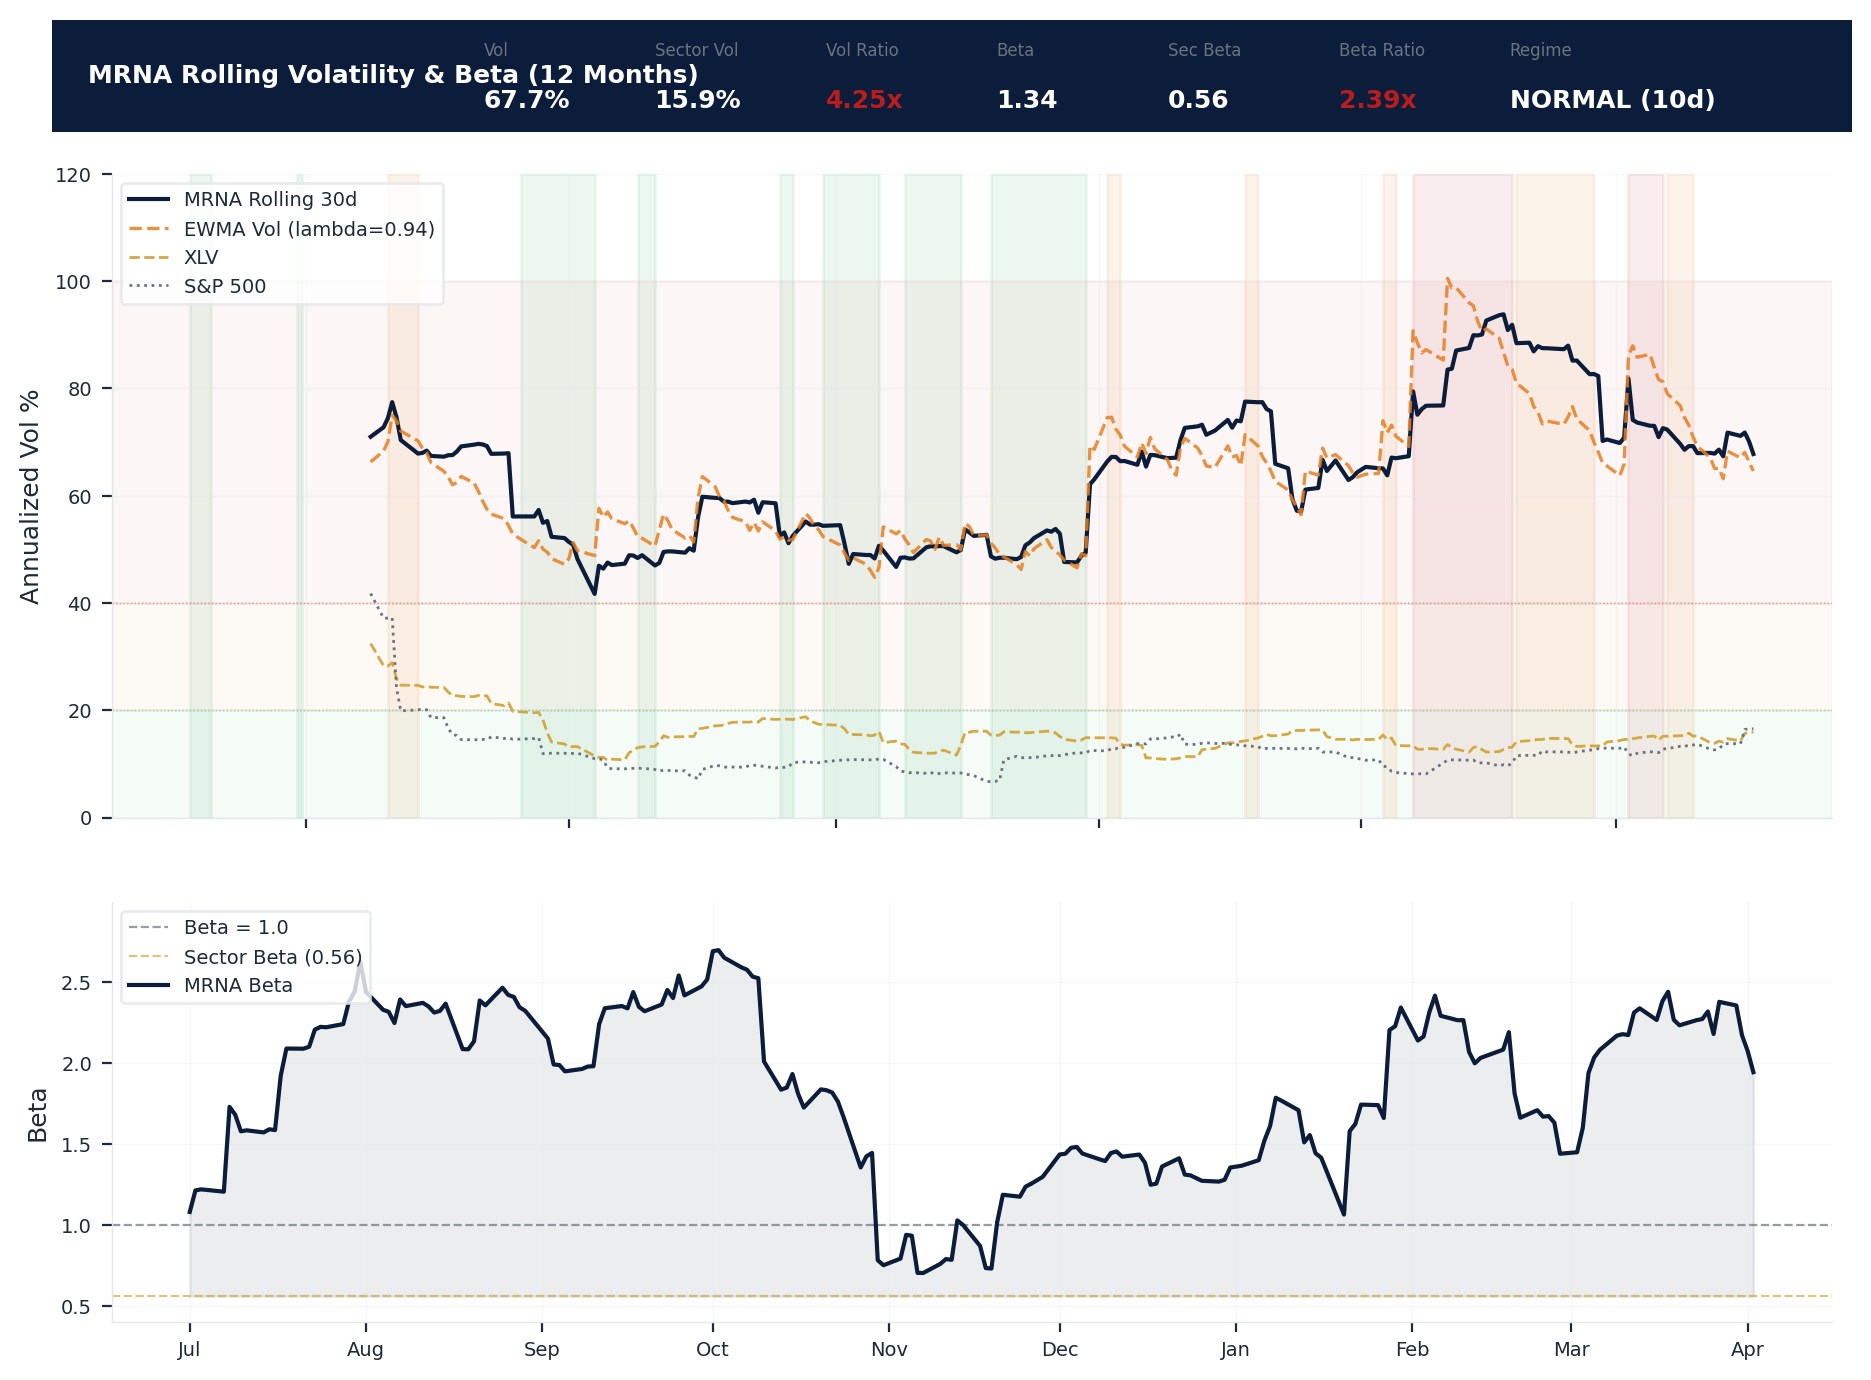 Vol Sector Vol Vol Ratio Beta Sec Beta Beta Ratio Regime
MRNA Rolling Volatility & Beta (12 Months)
67.7% 15.9% 4.25x 1.34 0.56 2.39x NORMAL (10d)
120
100
80
60
40
20
0
Annualized Vol %
MRNA Rolling 30d
EWMA Vol (lambda=0.94)
XLV
S&P 500
Beta
2.5
2.0
1.5
1.0
0.5
Beta = 1.0
Sector Beta (0.56)
MRNA Beta
Jul Aug Sep Oct Nov Dec Jan Feb Mar Apr